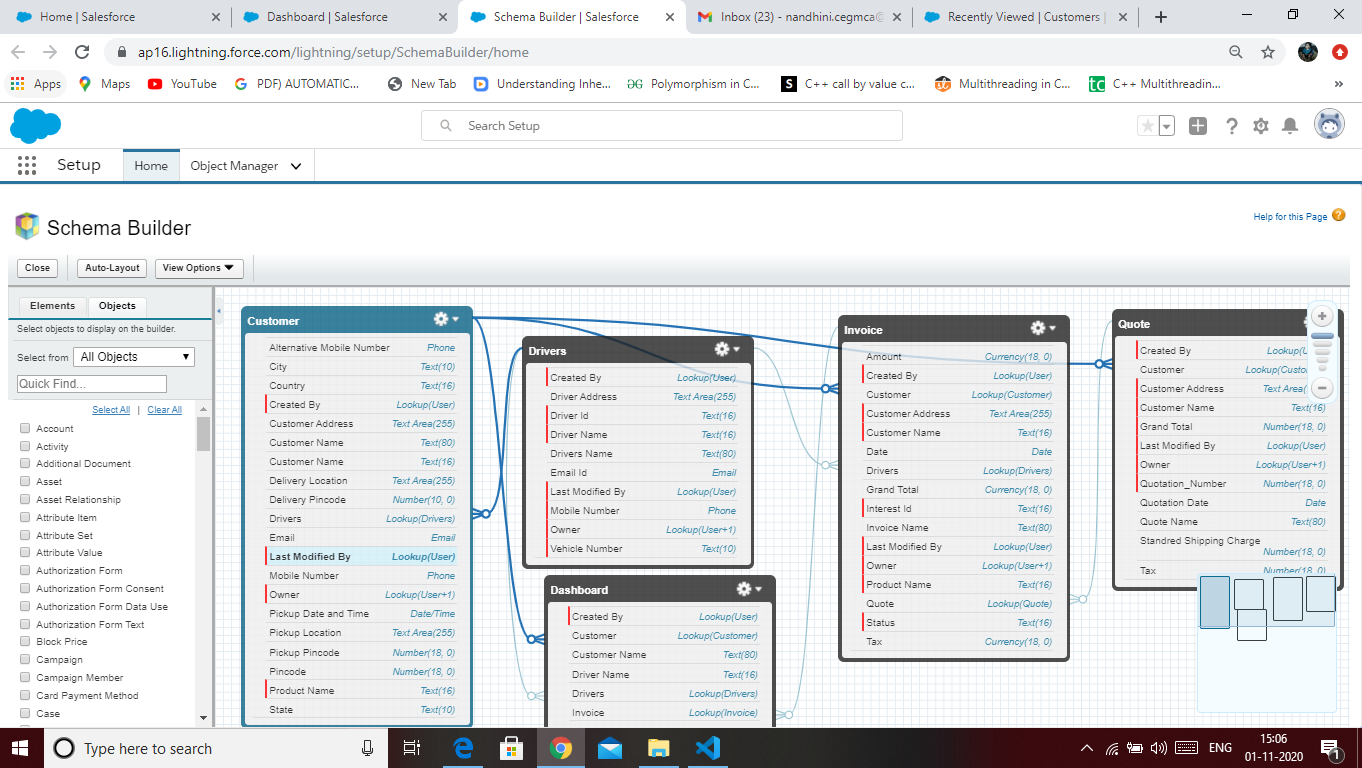 Home | Salesforce
Dashboard | Salesforce
Schema Builder | Salesforce
Inbox (23) - nandhini.cegmca@
Recently Viewed | Customers |
ap16.lightning.force.com/lightning/setup/SchemaBuilder/home
Apps
Maps
YouTube
PDF) AUTOMATIC...
New Tab
Understanding Inhe...
Polymorphism in C...
C++ call by value c...
Multithreading in C...
C++ Multithreadin...
Search Setup
Setup
Home
Object Manager
Schema Builder
Help for this Page
Close
Auto-Layout
View Options
Elements
Objects
Select objects to display on the builder.
Select from All Objects
Quick Find...
Select All | Clear All
Account
Activity
Additional Document
Asset
Asset Relationship
Attribute Item
Attribute Set
Attribute Value
Authorization Form
Authorization Form Consent
Authorization Form Data Use
Authorization Form Text
Block Price
Campaign
Campaign Member
Card Payment Method
Case
Customer
Alternative Mobile Number Phone
City Text(10)
Country Text(16)
Created By Lookup(User)
Customer Address Text Area(255)
Customer Name Text(80)
Customer Name Text(16)
Delivery Location Text Area(255)
Delivery Pincode Number(10, 0)
Drivers Lookup(Drivers)
Email Email
Last Modified By Lookup(User)
Mobile Number Phone
Owner Lookup(User+1)
Pickup Date and Time Date/Time
Pickup Location Text Area(255)
Pickup Pincode Number(18, 0)
Pincode Number(18, 0)
Product Name Text(16)
State Text(10)
Drivers
Created By Lookup(User)
Driver Address Text Area(255)
Driver Id Text(16)
Driver Name Text(16)
Drivers Name Text(80)
Email Id Email
Last Modified By Lookup(User)
Mobile Number Phone
Owner Lookup(User+1)
Vehicle Number Text(10)
Dashboard
Created By Lookup(User)
Customer Lookup(Customer)
Customer Name Text(80)
Driver Name Text(16)
Drivers Lookup(Drivers)
Invoice Lookup(Invoice)
Invoice
Amount Currency(18, 0)
Created By Lookup(User)
Customer Lookup(Customer)
Customer Address Text Area(255)
Customer Name Text(16)
Date Date
Drivers Lookup(Drivers)
Grand Total Currency(18, 0)
Interest Id Text(16)
Invoice Name Text(80)
Last Modified By Lookup(User)
Owner Lookup(User+1)
Product Name Text(16)
Quote Lookup(Quote)
Status Text(16)
Tax Currency(18, 0)
Quote
Created By Lookup(U
Customer Lookup(Custo
Customer Address Text Area(
Customer Name Text(16)
Grand Total Number(18, 0)
Last Modified By Lookup(User)
Owner Lookup(User+1)
Quotation_Number Number(18, 0)
Quotation Date Date
Quote Name Text(80)
Standred Shipping Charge
Number(18, 0)
Tax Number(18, 0)
Type here to search
ENG
15:06
01-11-2020
1